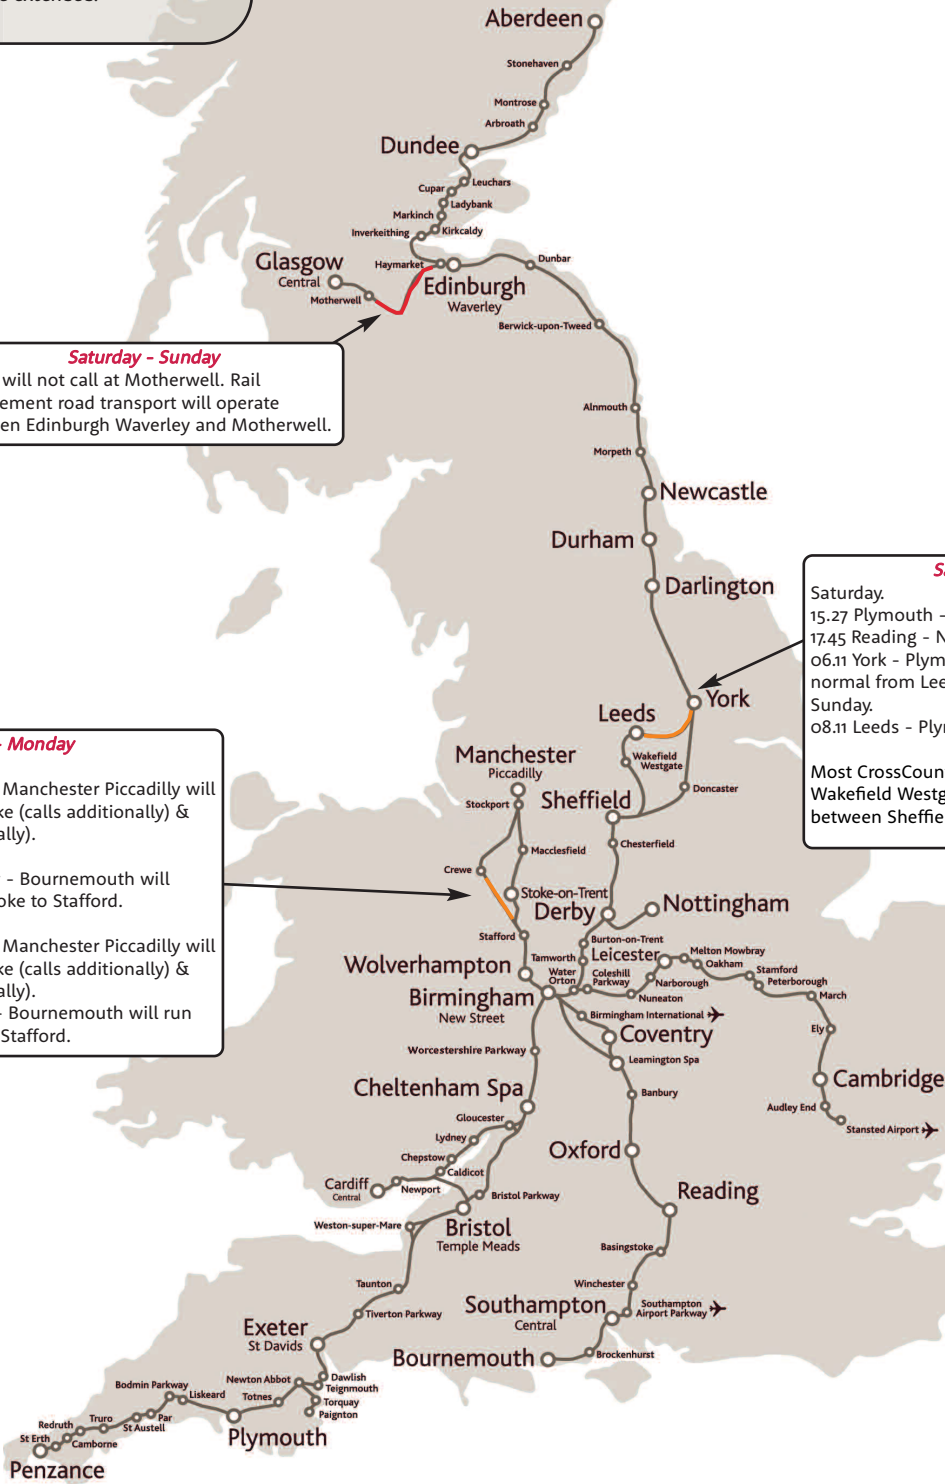 Aberdeen
Stonehaven
Montrose
Arbroath
Dundee
Leuchars
Cupar
Ladybank
Markinch
Kirkcaldy
Inverkeithing
Glasgow
Central
Haymarket
Dunbar
Edinburgh
Waverley
Motherwell
Berwick-upon-Tweed
Saturday - Sunday
will not call at Motherwell. Rail
ement road transport will operate
en Edinburgh Waverley and Motherwell.
Alnmouth
Morpeth
Newcastle
Durham
Darlington
Saturday.
15.27 Plymouth -
17.45 Reading - N
06.11 York - Plym
normal from Lee
Sunday.
08.11 Leeds - Ply
Most CrossCoun
Wakefield Westg
between Sheffie
York
Leeds
Wakefield
Westgate
Doncaster
- Monday
Manchester Piccadilly will
ke (calls additionally) &
ally).
- Bournemouth will
oke to Stafford.
Manchester Piccadilly will
ke (calls additionally) &
ally).
- Bournemouth will run
Stafford.
Manchester
Piccadilly
Stockport
Sheffield
Macclesfield
Chesterfield
Crewe
Stoke-on-Trent
Derby
Nottingham
Stafford
Burton-on-Trent
Tamworth
Leicester
Melton Mowbray
Oakham
Wolverhampton
Water
Orton
Coleshill
Parkway
Narborough
Stamford
Peterborough
Birmingham
New Street
Nuneaton
March
Birmingham International
Coventry
Ely
Worcestershire Parkway
Leamington Spa
Cheltenham Spa
Banbury
Cambridge
Gloucester
Audley End
Lydney
Stansted Airport
Chepstow
Oxford
Caldicot
Cardiff
Central
Newport
Bristol Parkway
Reading
Weston-super-Mare
Bristol
Temple Meads
Basingstoke
Taunton
Winchester
Tiverton Parkway
Southampton
Central
Southampton
Airport Parkway
Exeter
St Davids
Bournemouth
Brockenhurst
Newton Abbot
Dawlish
Teignmouth
Bodmin Parkway
Liskeard
Totnes
Torquay
Paignton
Par
Truro
St Austell
Redruth
Plymouth
St Erth
Camborne
Penzance